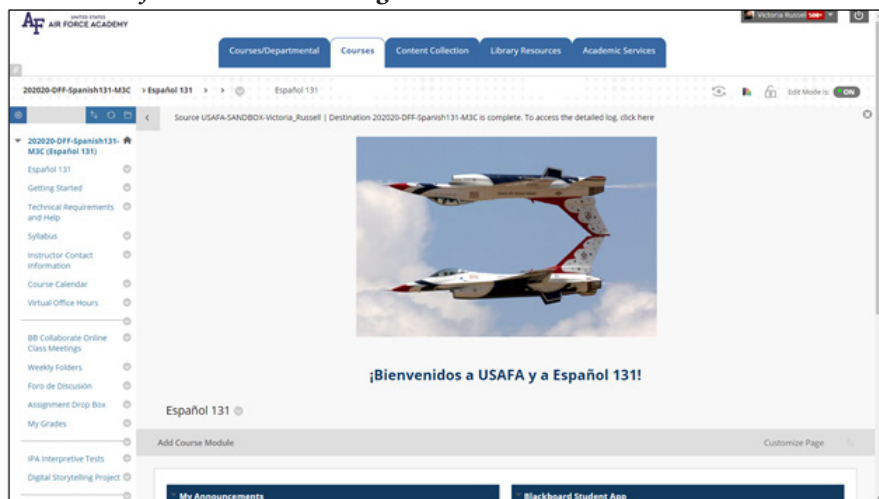 UNITED STATES
AF AIR FORCE ACADEMY
Victoria Russell
Courses/Departmental Courses Content Collection Library Resources Academic Services
202020-DFF-Spanish131-M3C > Español 131 > > Español 131 Edit Mode is: ON
Source USAFA-SANDBOX-Victoria_Russell | Destination 202020-DFF-Spanish131-M3C is complete. To access the detailed log, click here
202020-DFF-Spanish131-
M3C (Español 131)
Español 131
Getting Started
Technical Requirements
and Help
Syllabus
Instructor Contact
Information
Course Calendar
Virtual Office Hours
BB Collaborate Online
Class Meetings
Weekly Folders
Foro de Discusión
Assignment Drop Box
My Grades
IPA Interpretive Tests
Digital Storytelling Project
¡Bienvenidos a USAFA y a Español 131!
Español 131
Add Course Module Customize Page
My Announcements Blackboard Student App